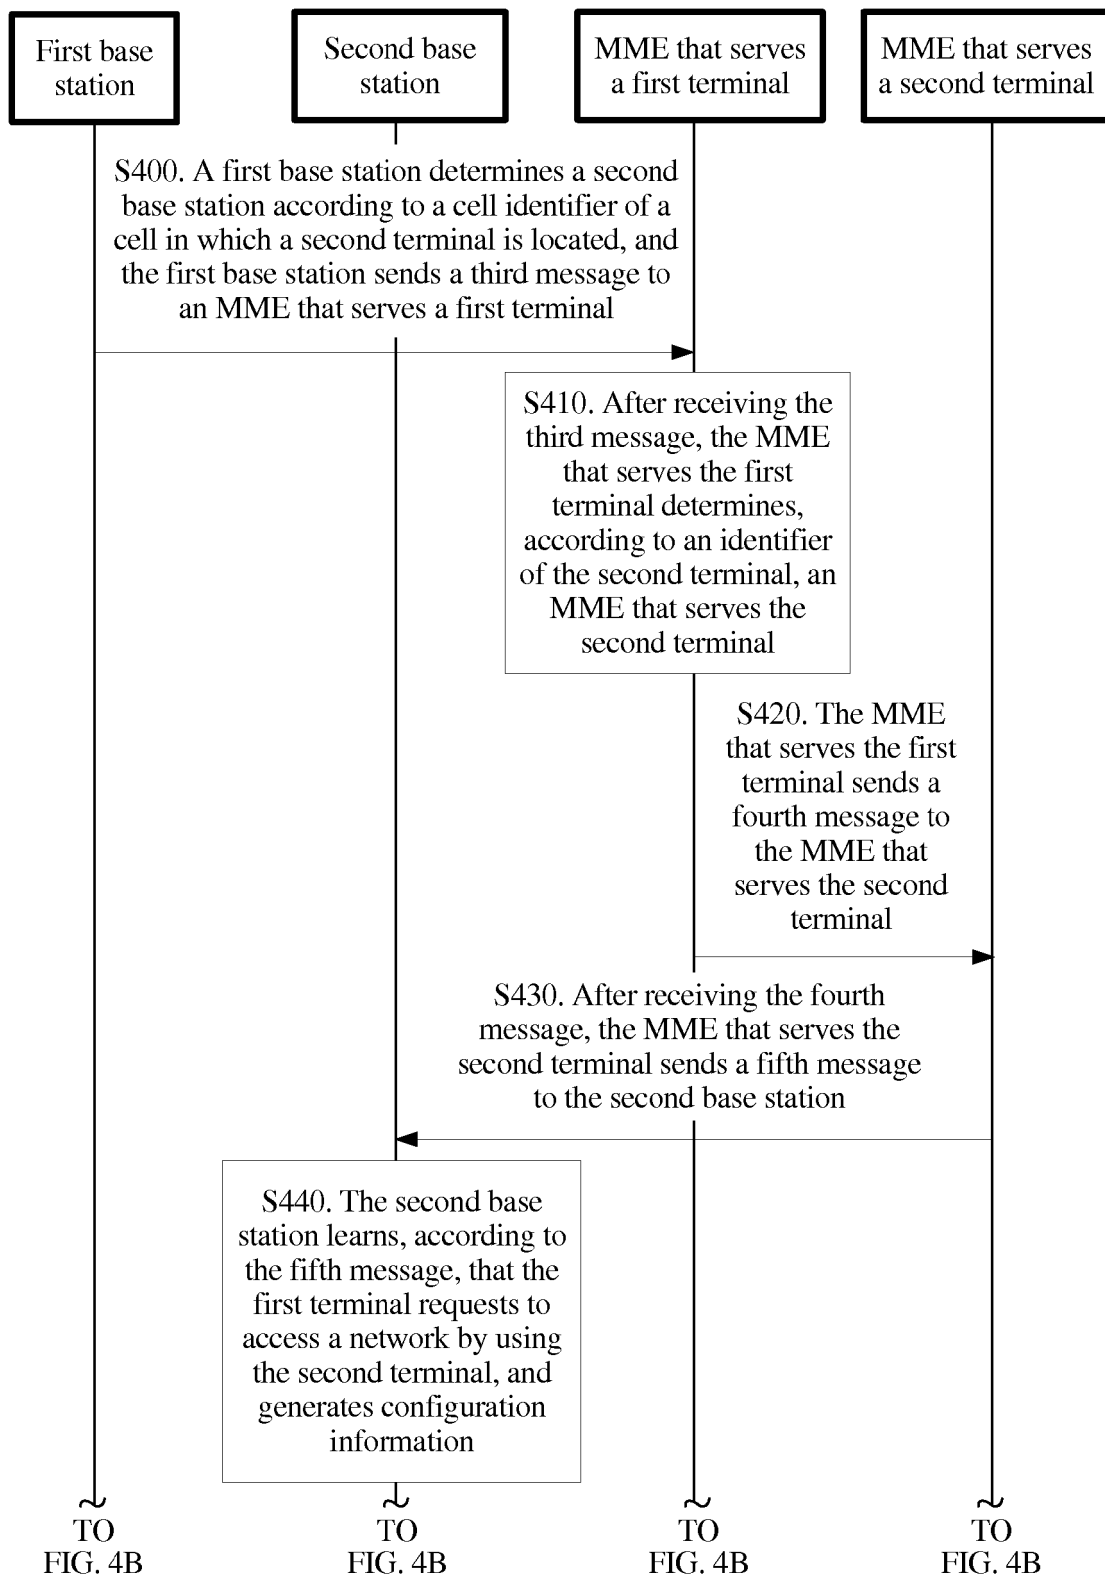 First base
station
Second base
station
MME that serves
a first terminal
MME that serves
a second terminal
S400. A first base station determines a second
base station according to a cell identifier of a
cell in which a second terminal is located, and
the first base station sends a third message to
an MME that serves a first terminal
S410. After receiving the
third message, the MME
that serves the first
terminal determines,
according to an identifier
of the second terminal, an
MME that serves the
second terminal
S420. The MME
that serves the first
terminal sends a
fourth message to
the MME that
serves the second
terminal
S430. After receiving the fourth
message, the MME that serves the
second terminal sends a fifth message
to the second base station
S440. The second base
station learns, according to
the fifth message, that the
first terminal requests to
access a network by using
the second terminal, and
generates configuration
information
TO
FIG. 4B
TO
FIG. 4B
TO
FIG. 4B
TO
FIG. 4B